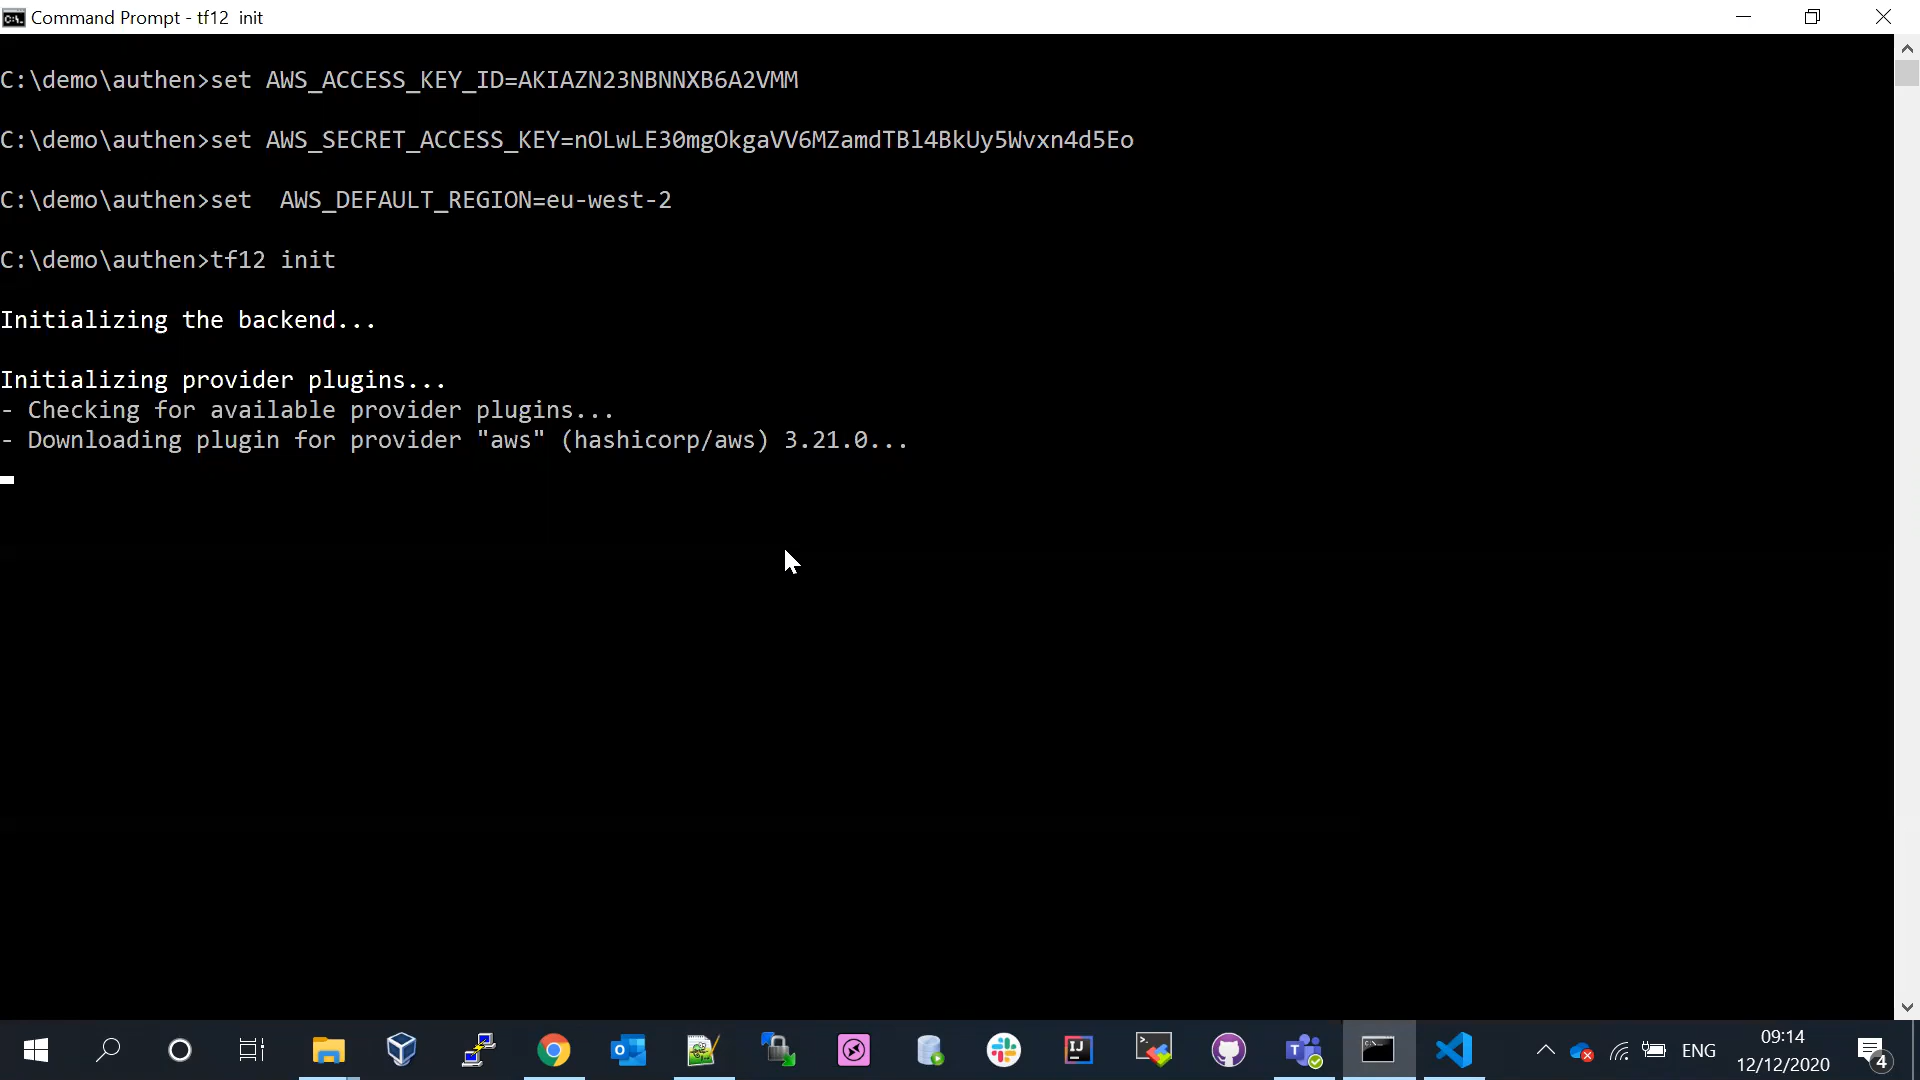 Command Prompt - tf12 init
C:\demo\authen>set AWS_ACCESS_KEY_ID=AKIAZN23NBNNXB6A2VMM
C:\demo\authen>set AWS_SECRET_ACCESS_KEY=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
C:\demo\authen>set  AWS_DEFAULT_REGION=eu-west-2
C:\demo\authen>tf12 init
Initializing the backend...
Initializing provider plugins...
- Checking for available provider plugins...
- Downloading plugin for provider "aws" (hashicorp/aws) 3.21.0...
ENG
09:14
12/12/2020
4